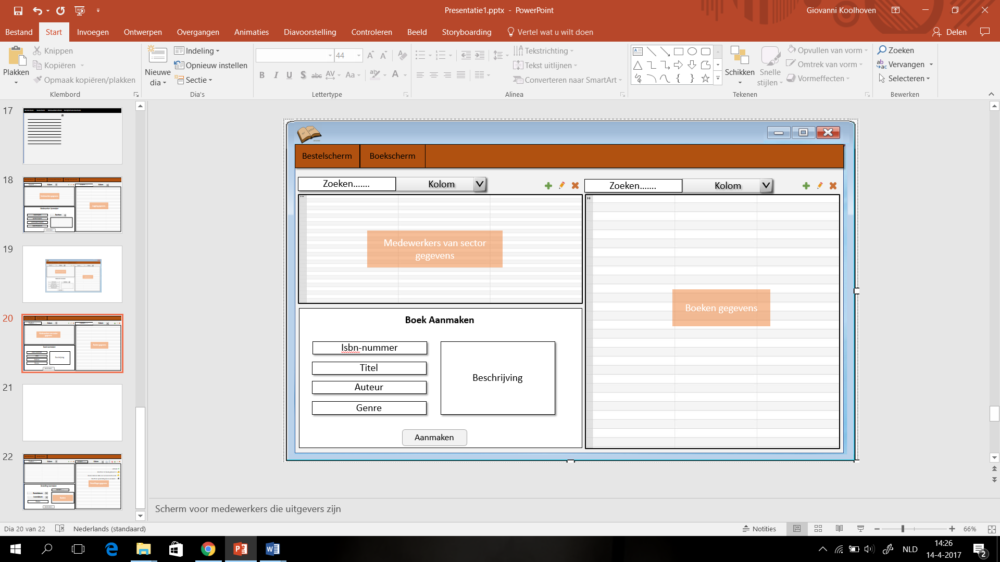 Presentatie1.pptx - PowerPoint
Giovanni Koolhoven
Bestand
Start
Invoegen
Ontwerpen
Overgangen
Animaties
Diavoorstelling
Controleren
Beeld
Storyboarding
Vertel wat u wilt doen
Delen
Plakken
Knippen
Kopiëren
Opmaak kopiëren/plakken
Klembord
Nieuwe
dia
Indeling
Opnieuw instellen
Sectie
Dia's
44
B I U S abc AV Aa
Lettertype
Tekstrichting
Tekst uitlijnen
Converteren naar SmartArt
Alinea
Schikken
Snelle
stijlen
Opvullen van vorm
Omtrek van vorm
Vormeffecten
Tekenen
Zoeken
Vervangen
Selecteren
Bewerken
17
18
19
20
21
22
Bestelscherm
Boekscherm
Zoeken.......
Kolom
Zoeken.......
Kolom
Medewerkers van sector
gegevens
Boeken gegevens
Boek Aanmaken
Isbn-nummer
Titel
Auteur
Genre
Beschrijving
Aanmaken
Scherm voor medewerkers die uitgevers zijn
Dia 20 van 22
Nederlands (standaard)
Notities
66%
NLD
14:26
14-4-2017
2